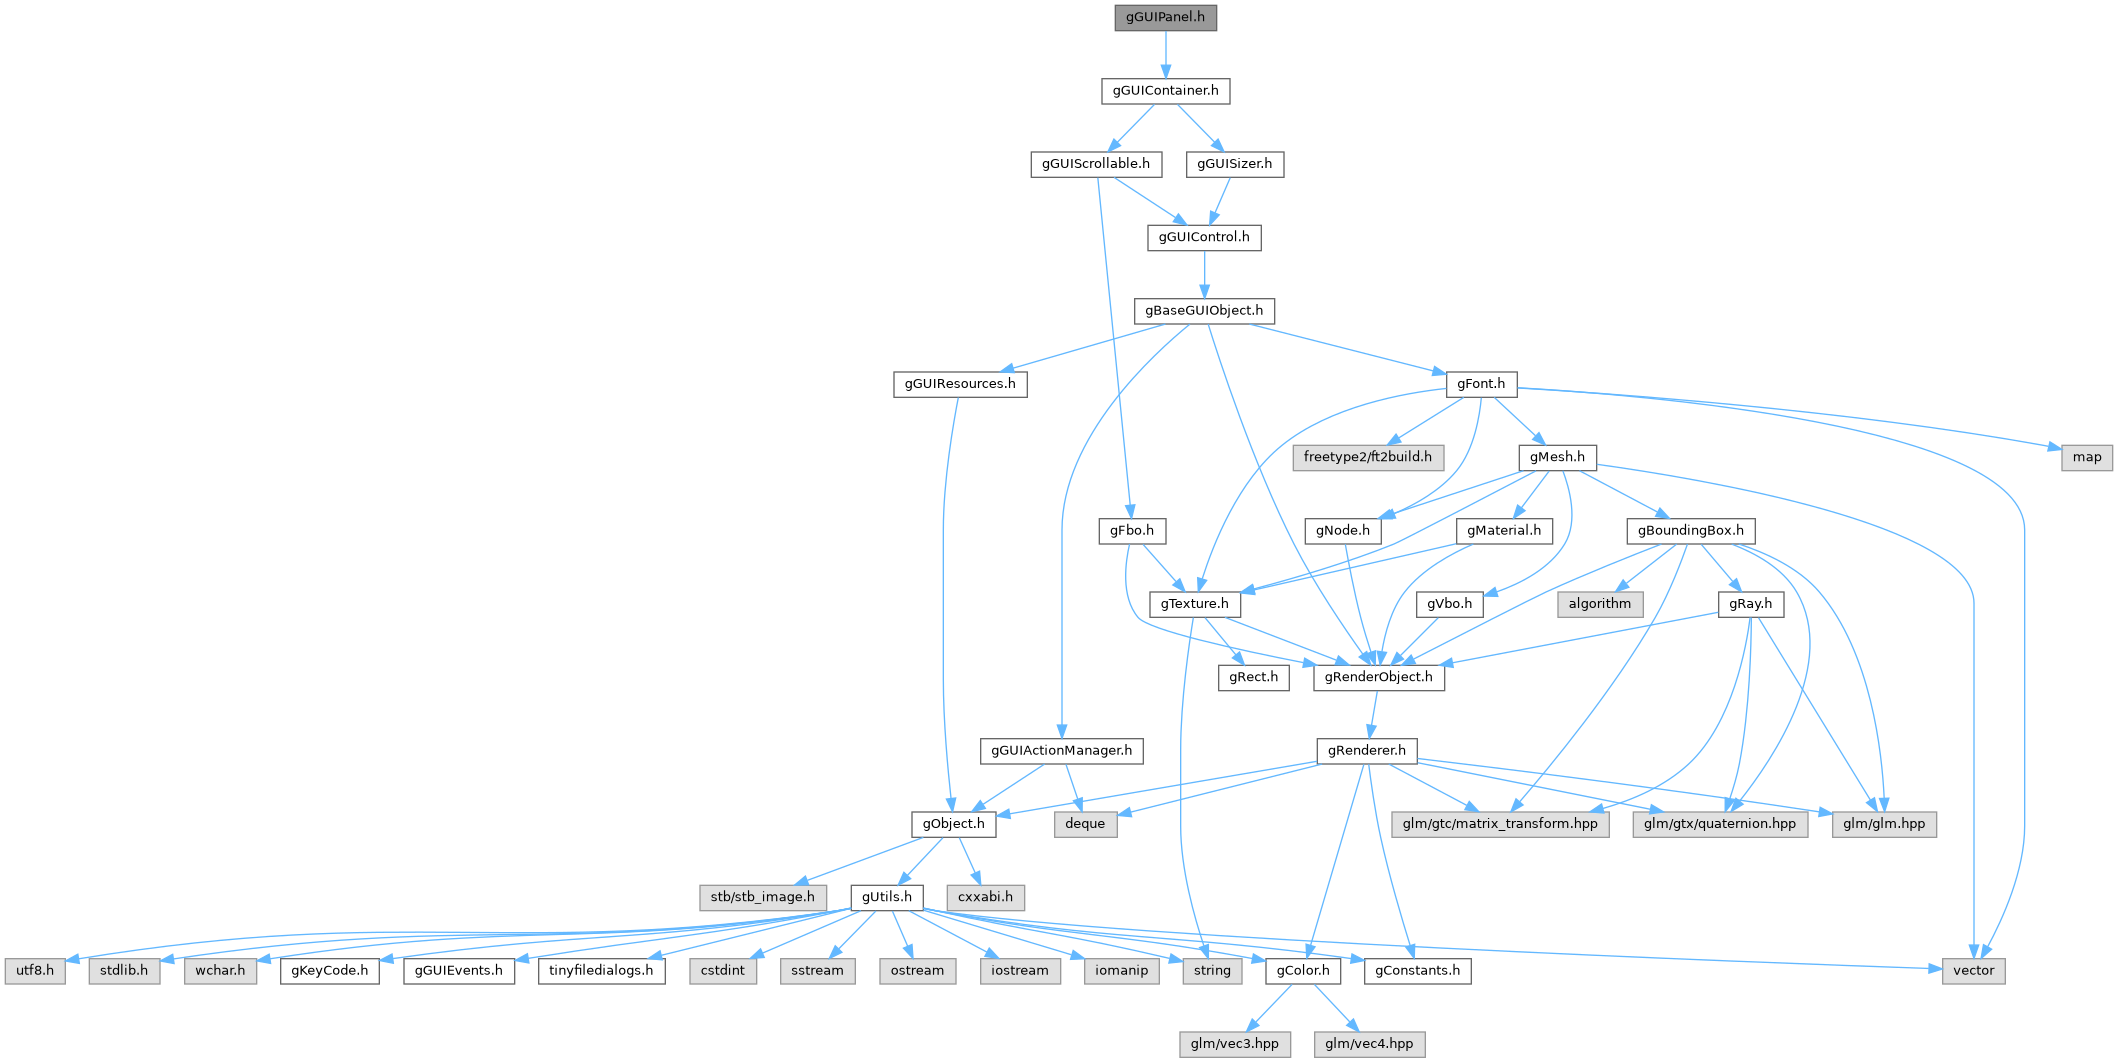 gGUIPanel.h
gGUIContainer.h
gGUIScrollable.h
gGUISizer.h
gGUIControl.h
gBaseGUIObject.h
gGUIResources.h
gFont.h
freetype2/ft2build.h
gMesh.h
map
gFbo.h
gNode.h
gMaterial.h
gBoundingBox.h
gTexture.h
gVbo.h
algorithm
gRay.h
gRect.h
gRenderObject.h
gGUIActionManager.h
gRenderer.h
gObject.h
deque
glm/gtc/matrix_transform.hpp
glm/gtx/quaternion.hpp
glm/glm.hpp
stb/stb_image.h
gUtils.h
cxxabi.h
utf8.h
stdlib.h
wchar.h
gKeyCode.h
gGUIEvents.h
tinyfiledialogs.h
cstdint
sstream
ostream
iostream
iomanip
string
gColor.h
gConstants.h
vector
glm/vec3.hpp
glm/vec4.hpp